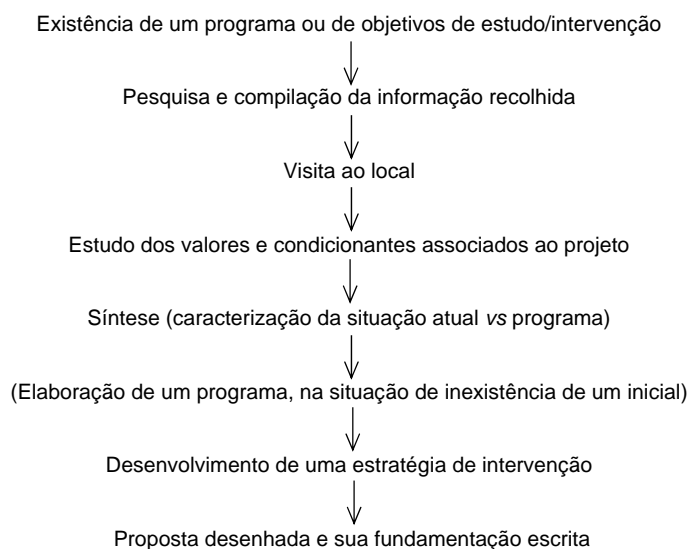 Existência de um programa ou de objetivos de estudo/intervenção
Pesquisa e compilação da informação recolhida
Visita ao local
Estudo dos valores e condicionantes associados ao projeto
Síntese (caracterização da situação atual vs programa)
(Elaboração de um programa, na situação de inexistência de um inicial)
Desenvolvimento de uma estratégia de intervenção
Proposta desenhada e sua fundamentação escrita